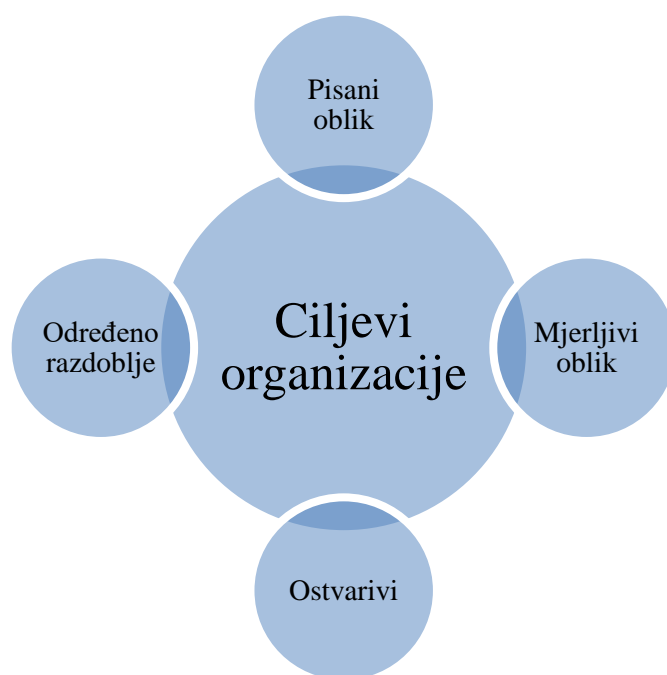 Pisani
oblik
Ciljevi
organizacije
Određeno
razdoblje
Mjerljivi
oblik
Ostvarivi